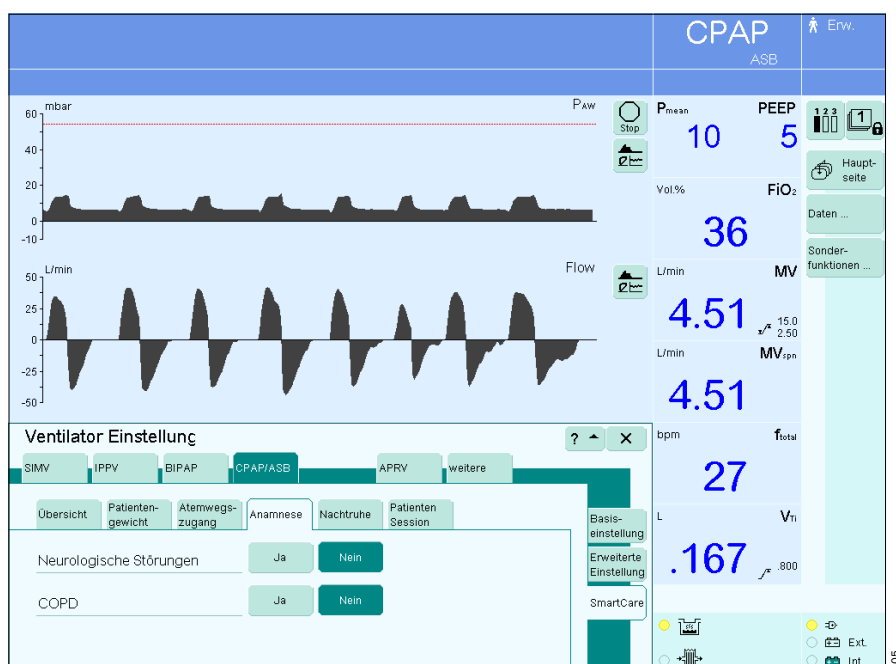 CPAP
ASB
Erw.
mbar
PAW
60
40
20
0
-10
Stop
L/min
Flow
50
25
0
-25
-50
Pmean PEEP
10 5
Vol.% FiO2
36
L/min MV
4.51
15.0
2.50
L/min MVspn
4.51
bpm ftotal
27
L VTi
.167
.800
1 2 3
1
Haupt-
seite
Daten ...
Sonder-
funktionen ...
Ventilator Einstellung
?
SIMV IPPV BIPAP CPAP/ASB APRV weitere
Übersicht Patienten-
gewicht Atemwegs-
zugang Anamnese Nachtruhe Patienten
Session
Neurologische Störungen Ja Nein
COPD Ja Nein
Basis-
einstellung
Erweiterte
Einstellung
SmartCare
Ext.
Int.